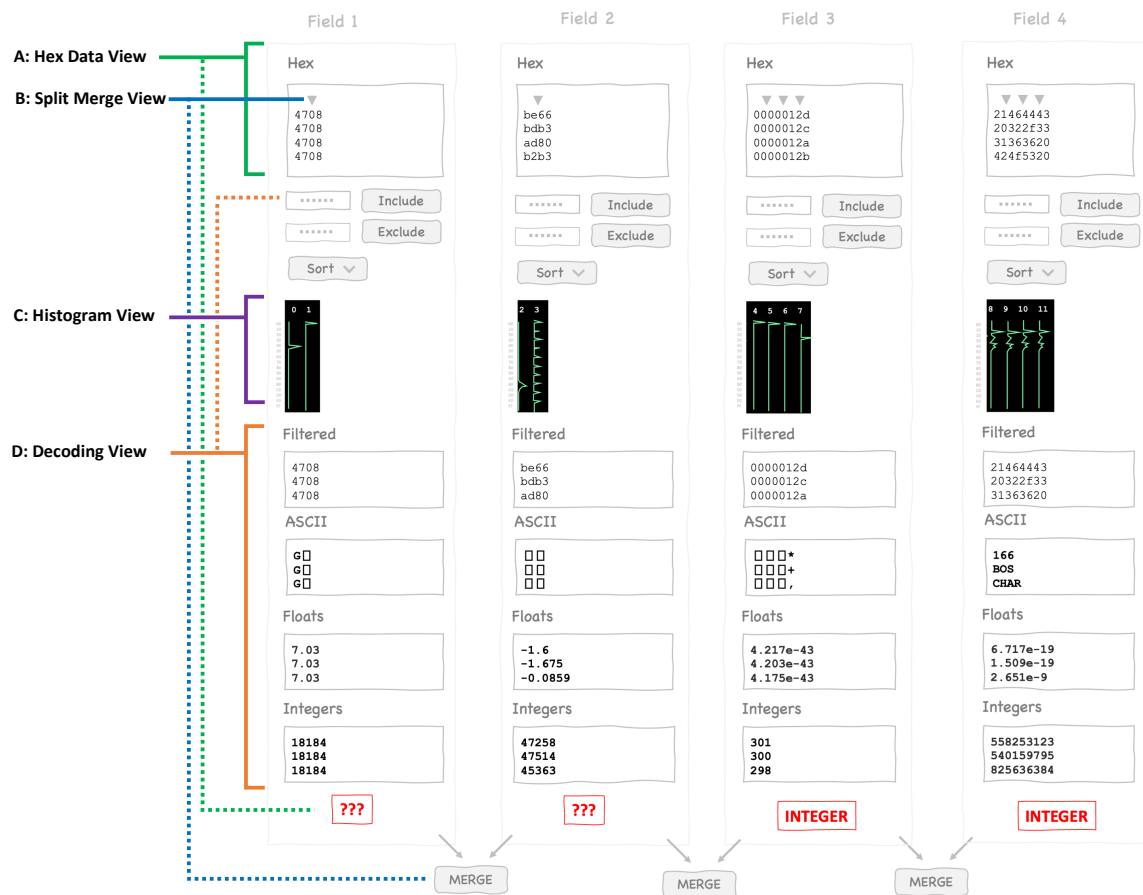 Field 1
Field 2
Field 3
Field 4
A: Hex Data View
B: Split Merge View
C: Histogram View
D: Decoding View
Hex
4708
4708
4708
4708
Include
Exclude
Sort
0 1
Filtered
4708
4708
4708
ASCII
G□
G□
G□
Floats
7.03
7.03
7.03
Integers
18184
18184
18184
???
Hex
be66
bdb3
ad80
b2b3
Include
Exclude
Sort
2 3
Filtered
be66
bdb3
ad80
ASCII
□□
□□
□□
Floats
-1.6
-1.675
-0.0859
Integers
47258
47514
45363
???
Hex
0000012d
0000012c
0000012a
0000012b
Include
Exclude
Sort
4 5 6 7
Filtered
0000012d
0000012c
0000012a
ASCII
□□□*
□□□+
□□□,
Floats
4.217e-43
4.203e-43
4.175e-43
Integers
301
300
298
INTEGER
Hex
21464443
20322f33
31363620
424f5320
Include
Exclude
Sort
8 9 10 11
Filtered
21464443
20322f33
31363620
ASCII
166
BOS
CHAR
Floats
6.717e-19
1.509e-19
2.651e-9
Integers
558253123
540159795
825636384
INTEGER
MERGE
MERGE
MERGE